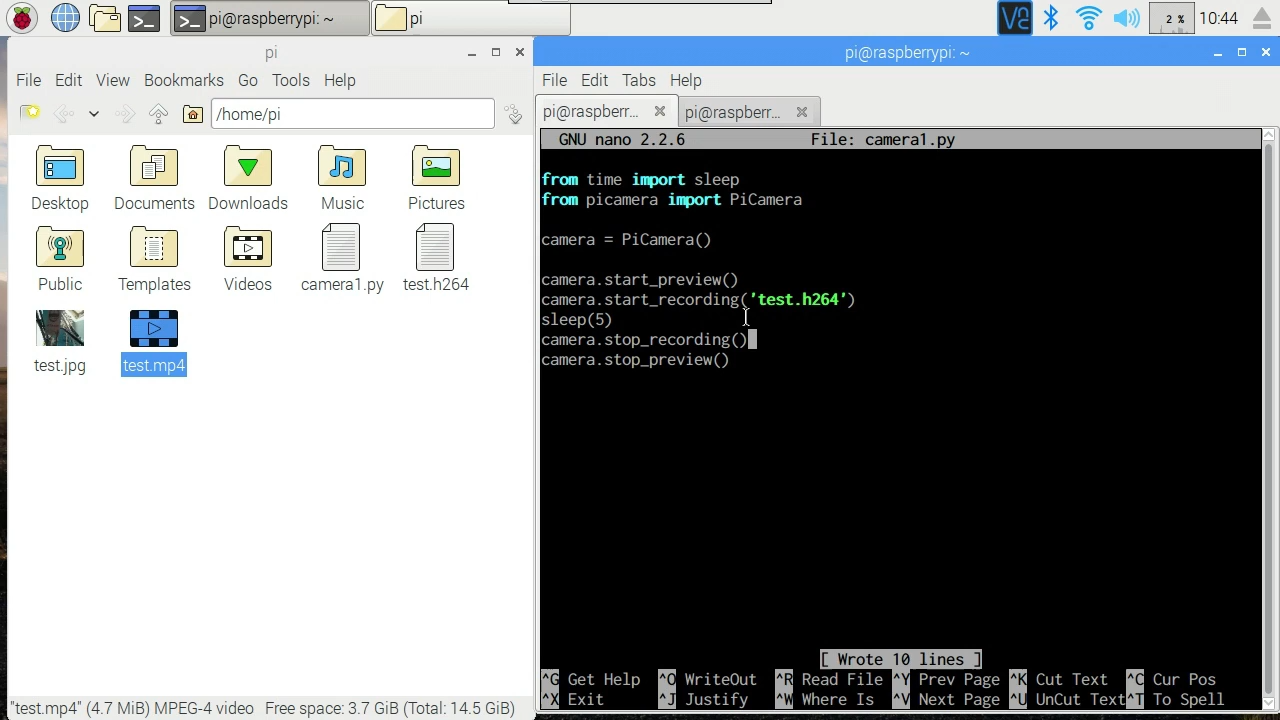 pi@raspberrypi: ~
pi
2 %
10:44
pi
File Edit View Bookmarks Go Tools Help
/home/pi
Desktop
Documents
Downloads
Music
Pictures
Public
Templates
Videos
camera1.py
test.h264
test.jpg
test.mp4
"test.mp4" (4.7 MiB) MPEG-4 video Free space: 3.7 GiB (Total: 14.5 GiB)
pi@raspberrypi: ~
File Edit Tabs Help
pi@raspberr...
pi@raspberr...
GNU nano 2.2.6 File: camera1.py
from time import sleep
from picamera import PiCamera
camera = PiCamera()
camera.start_preview()
camera.start_recording('test.h264')
sleep(5)
camera.stop_recording()
camera.stop_preview()
[ Wrote 10 lines ]
^G Get Help ^O WriteOut ^R Read File ^Y Prev Page ^K Cut Text ^C Cur Pos
^X Exit ^J Justify ^W Where Is ^V Next Page ^U UnCut Text ^T To Spell